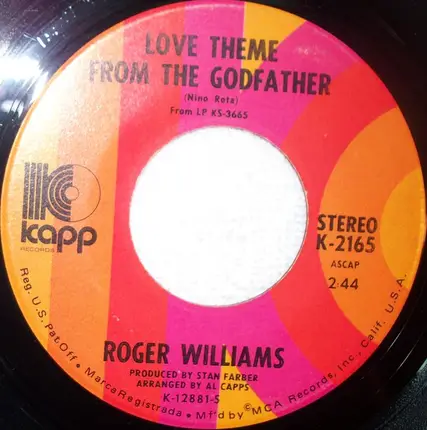 LOVE THEME
FROM THE GODFATHER
(Nino Rota)
From LP KS-3665
kapp
RECORDS
STEREO
K-2165
ASCAP
2:44
ROGER WILLIAMS
PRODUCED BY STAN FARBER
ARRANGED BY AL CAPPS
K-12881-S
Reg. U.S. Pat. Off. • Marca Registrada • Mf'd by MCA Records, Inc., Calif. U.S.A.